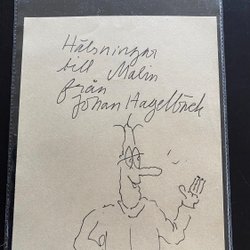 Hälsningar
till Malin
från
Johan Hagelbäck